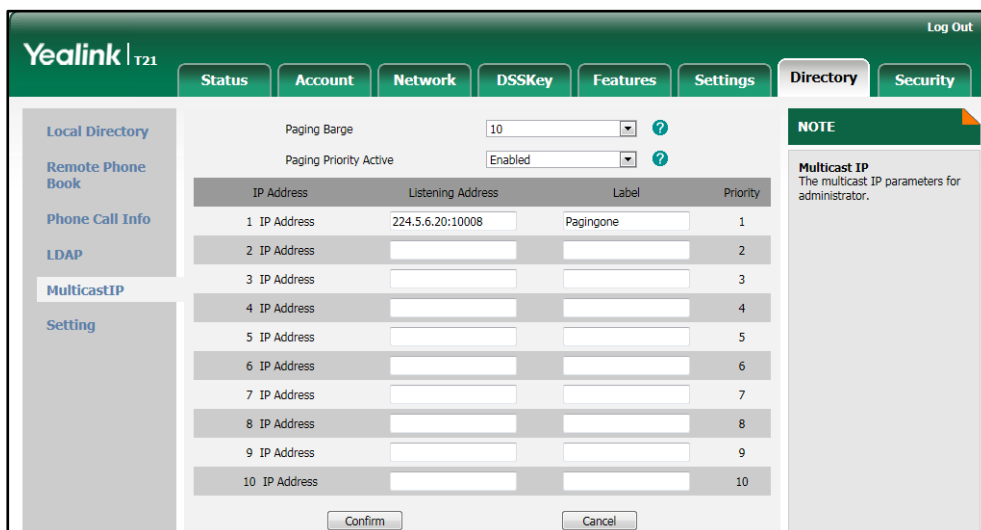 Log Out
Yealink T21
Status Account Network DSSKey Features Settings Directory Security
Local Directory
Remote Phone
Book
Phone Call Info
LDAP
MulticastIP
Setting
Paging Barge 10 ?
Paging Priority Active Enabled ?
IP Address Listening Address Label Priority
1 IP Address 224.5.6.20:10008 Pagingone 1
2 IP Address 2
3 IP Address 3
4 IP Address 4
5 IP Address 5
6 IP Address 6
7 IP Address 7
8 IP Address 8
9 IP Address 9
10 IP Address 10
Confirm Cancel
NOTE
Multicast IP
The multicast IP parameters for
administrator.